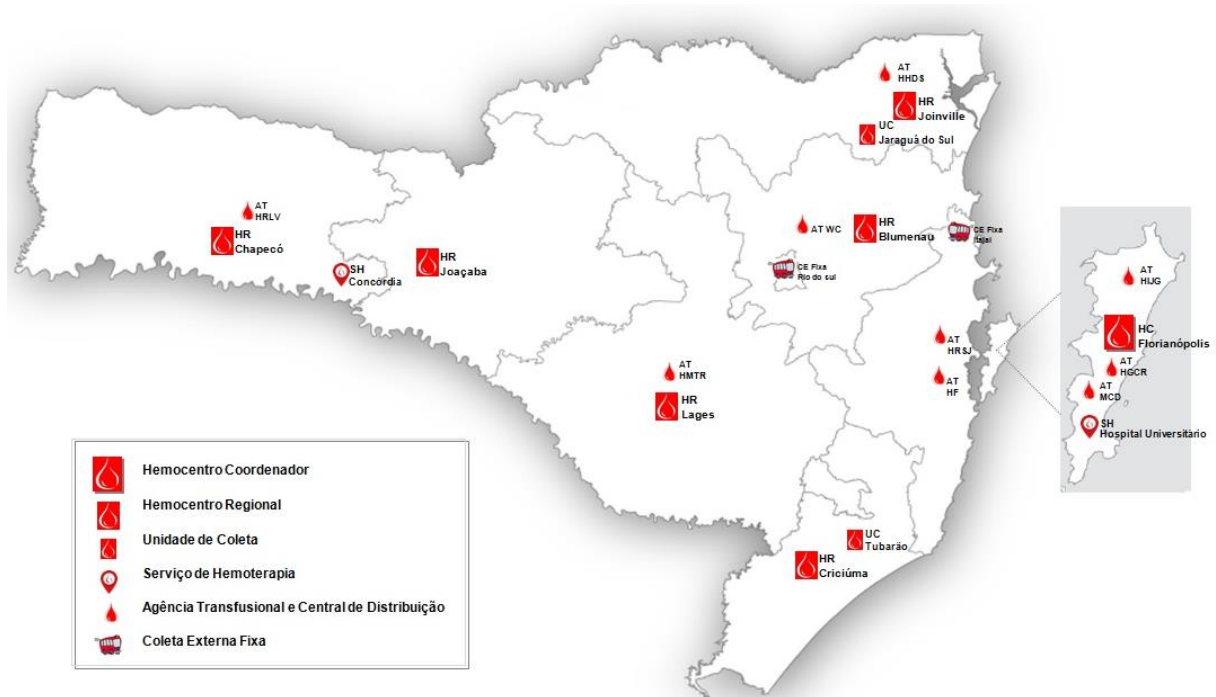 AT
HHDS
HR
Joinville
UC
Jaraguá do Sul
AT
HRLV
HR
Chapecó
SH
Concórdia
HR
Joaçaba
AT WC
HR
Blumenau
CE Fixa
Itajaí
CE Fixa
Rio do sul
AT
HRSJ
AT
HF
AT
HMTR
HR
Lages
UC
Tubarão
HR
Criciúma
AT
HIJG
HC
Florianópolis
AT
HGCR
AT
MCD
SH
Hospital Universitário
Hemocentro Coordenador
Hemocentro Regional
Unidade de Coleta
Serviço de Hemoterapia
Agência Transfusional e Central de Distribuição
Coleta Externa Fixa